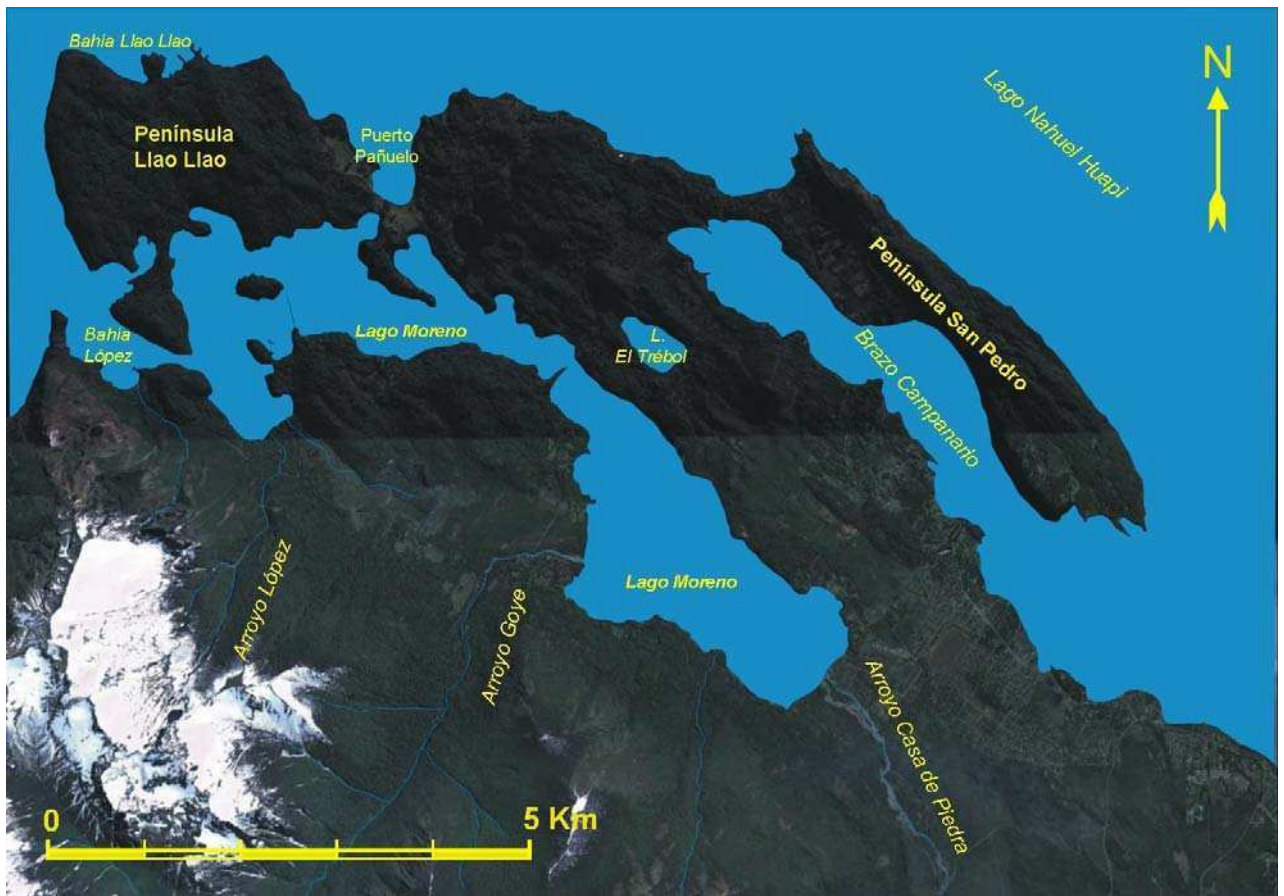 Bahía Llao Llao
N
Lago Nahuel Huapi
Península
Llao Llao
Puerto
Pañuelo
Península San Pedro
Bahía
López
Lago Moreno
L.
El Trébol
Brazo Campanario
Arroyo López
Arroyo Goye
Lago Moreno
Arroyo Casa de Piedra
0
5 Km